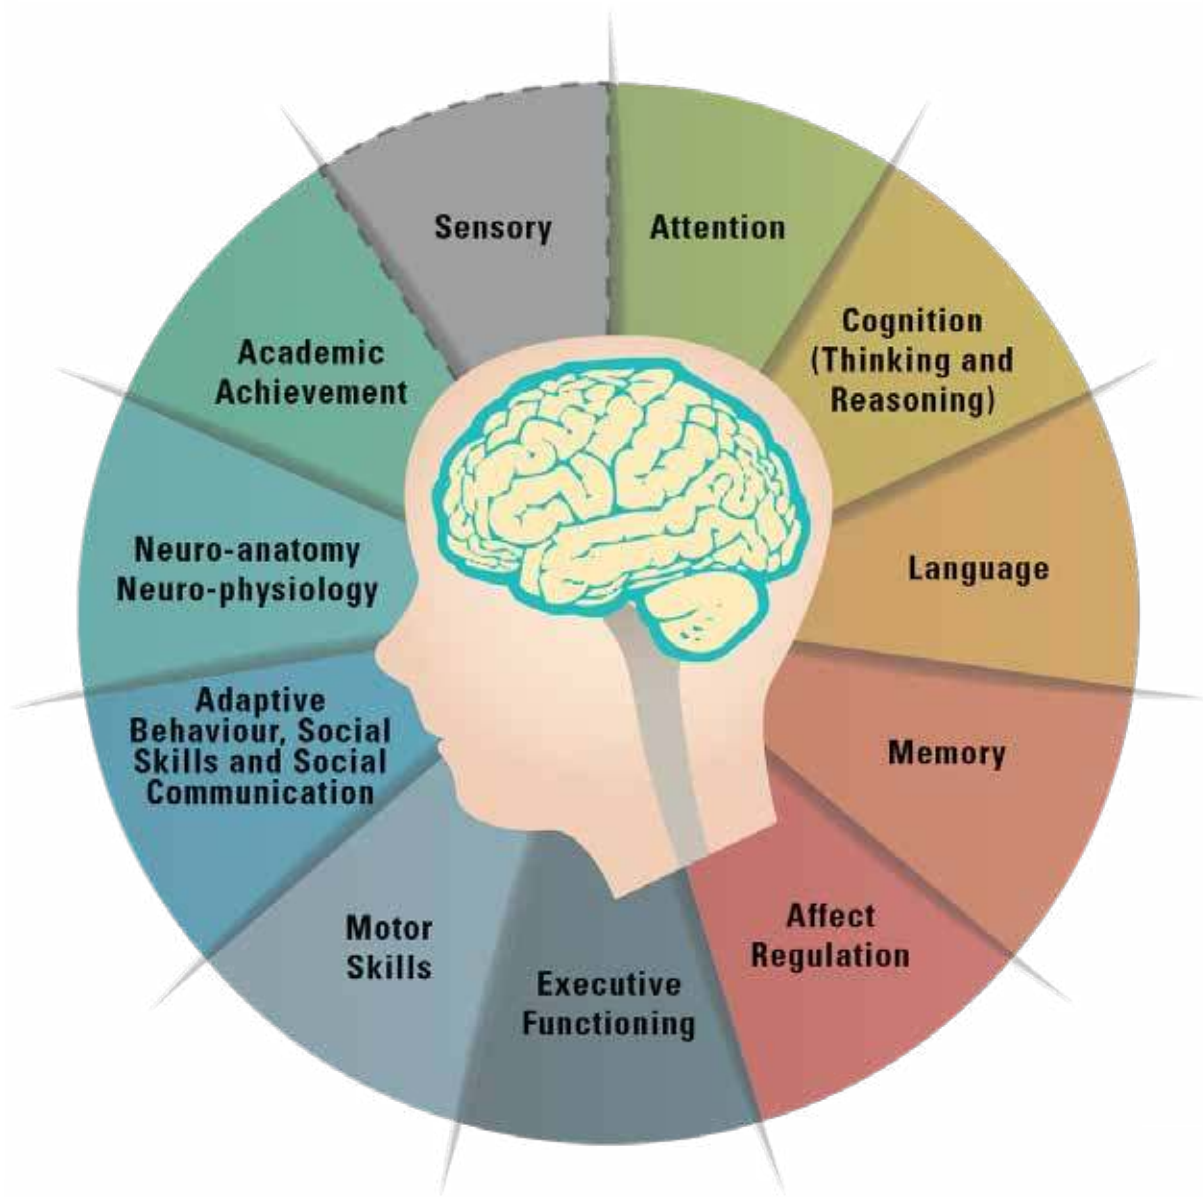 Sensory
Attention
Cognition
(Thinking and
Reasoning)
Language
Memory
Affect
Regulation
Executive
Functioning
Motor
Skills
Adaptive
Behaviour, Social
Skills and Social
Communication
Neuro-anatomy
Neuro-physiology
Academic
Achievement